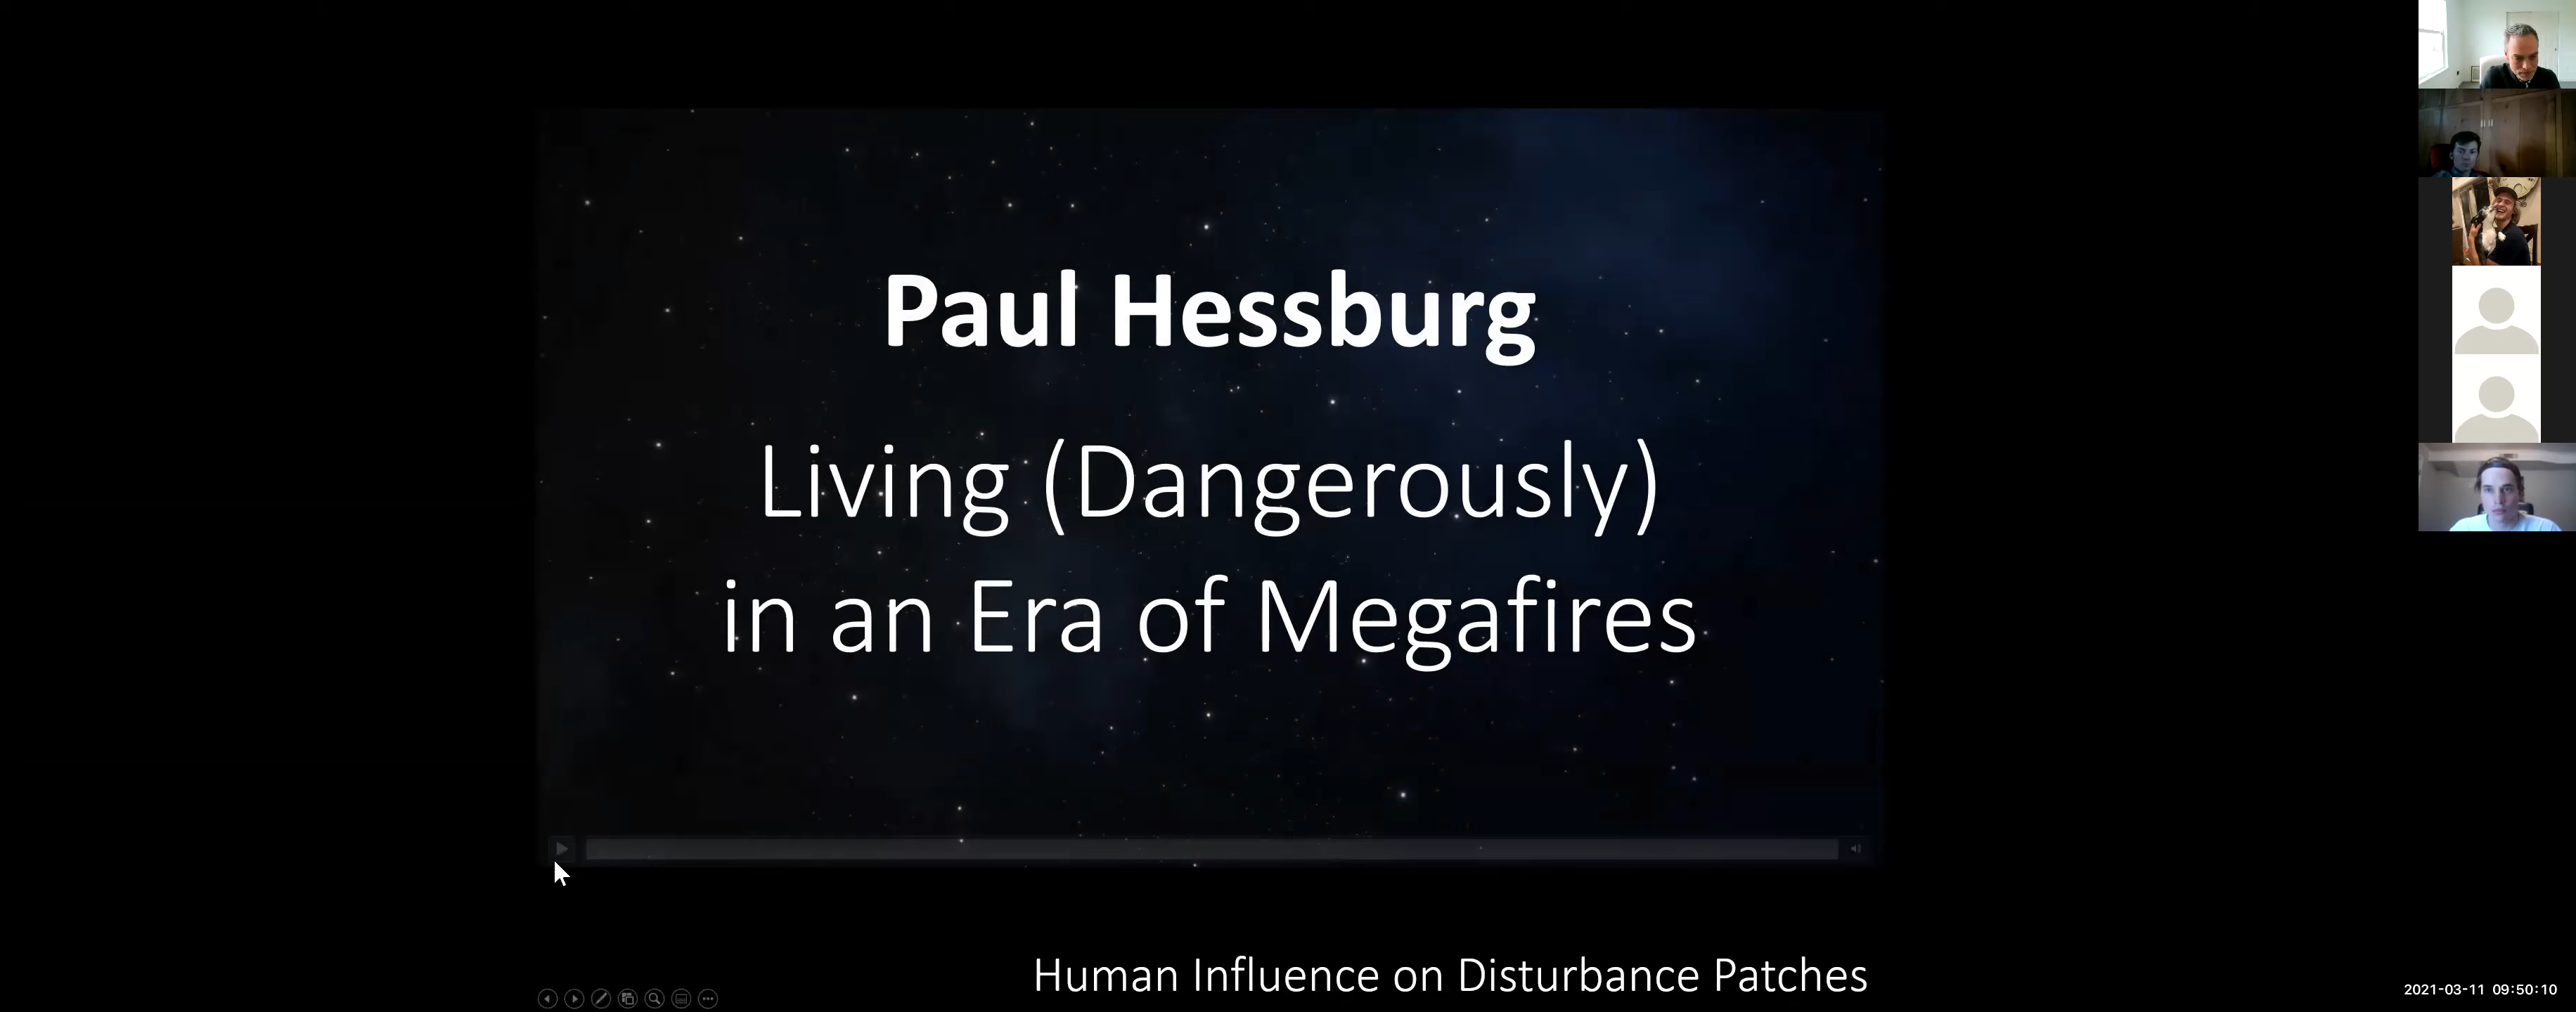 Paul Hessburg
Living (Dangerously)
in an Era of Megafires
Human Influence on Disturbance Patches
2021-03-11 09:50:10